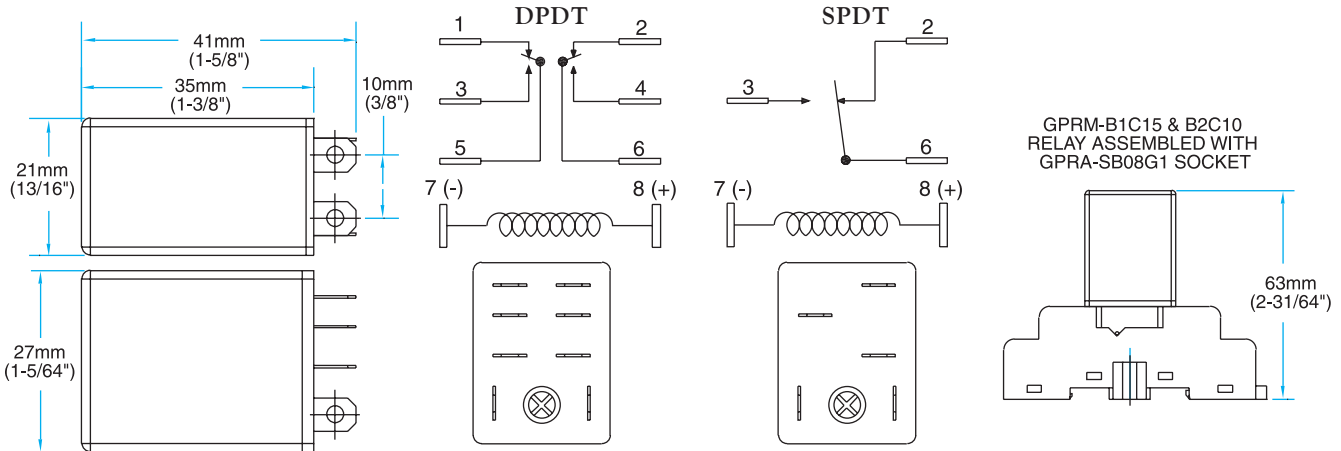 41mm
(1-5/8")
35mm
(1-3/8")
10mm
(3/8")
21mm
(13/16")
27mm
(1-5/64")
DPDT
1
2
3
4
5
6
7 (-)
8 (+)
SPDT
2
3
6
7 (-)
8 (+)
GPRM-B1C15 & B2C10
RELAY ASSEMBLED WITH
GPRA-SB08G1 SOCKET
63mm
(2-31/64")